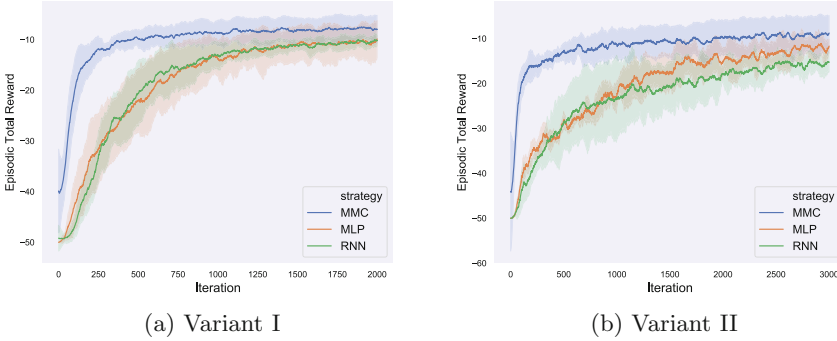 Episodic Total Reward
-10
-20
-30
-40
-50
0 250 500 750 1000 1250 1500 1750 2000
Iteration
strategy
MMC
MLP
RNN
(a) Variant I
Episodic Total Reward
-10
-20
-30
-40
-50
-60
0 500 1000 1500 2000 2500 3000
Iteration
strategy
MMC
MLP
RNN
(b) Variant II